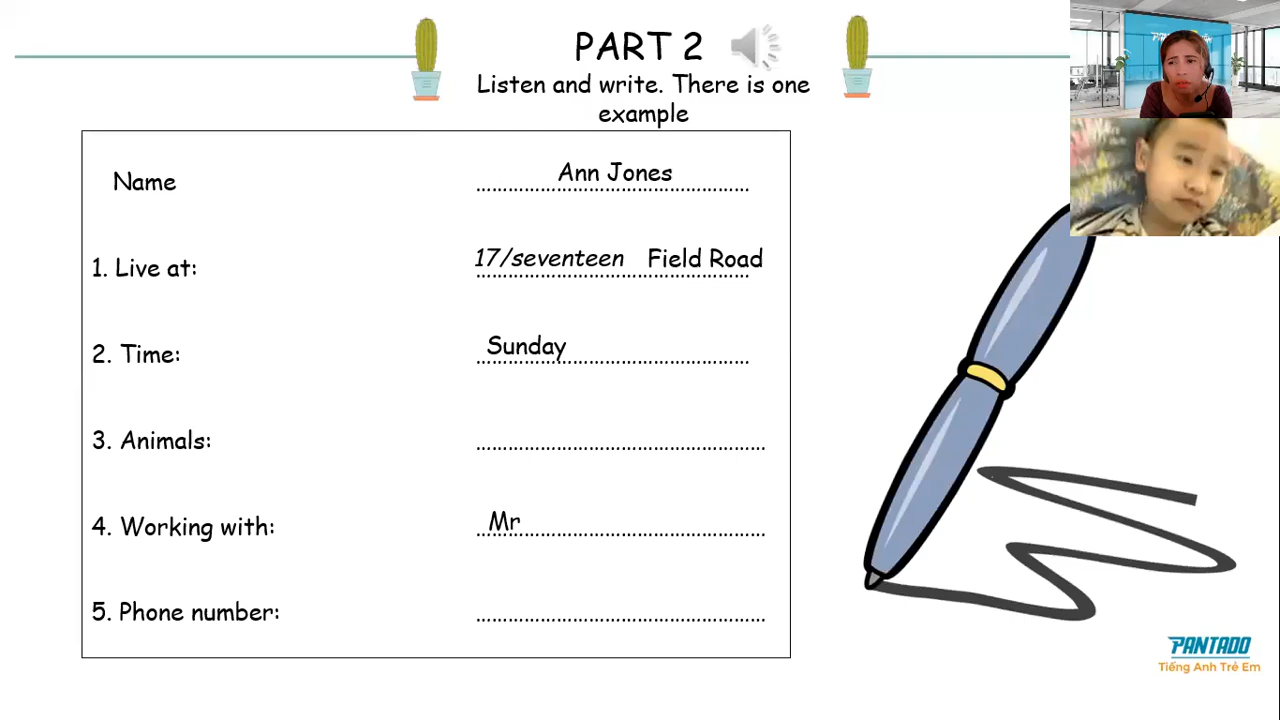 PART 2
Listen and write. There is one
example
Name
Ann Jones
1. Live at:
17/seventeen Field Road
2. Time:
Sunday
3. Animals:
4. Working with:
Mr
5. Phone number:
PANTADO
Tiếng Anh Trẻ Em